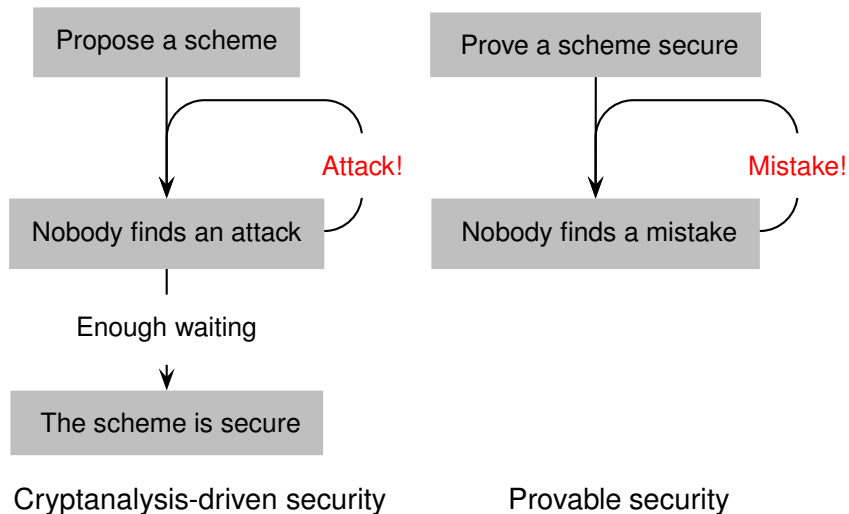 Propose a scheme
Prove a scheme secure
Attack!
Mistake!
Nobody finds an attack
Nobody finds a mistake
Enough waiting
The scheme is secure
Cryptanalysis-driven security
Provable security